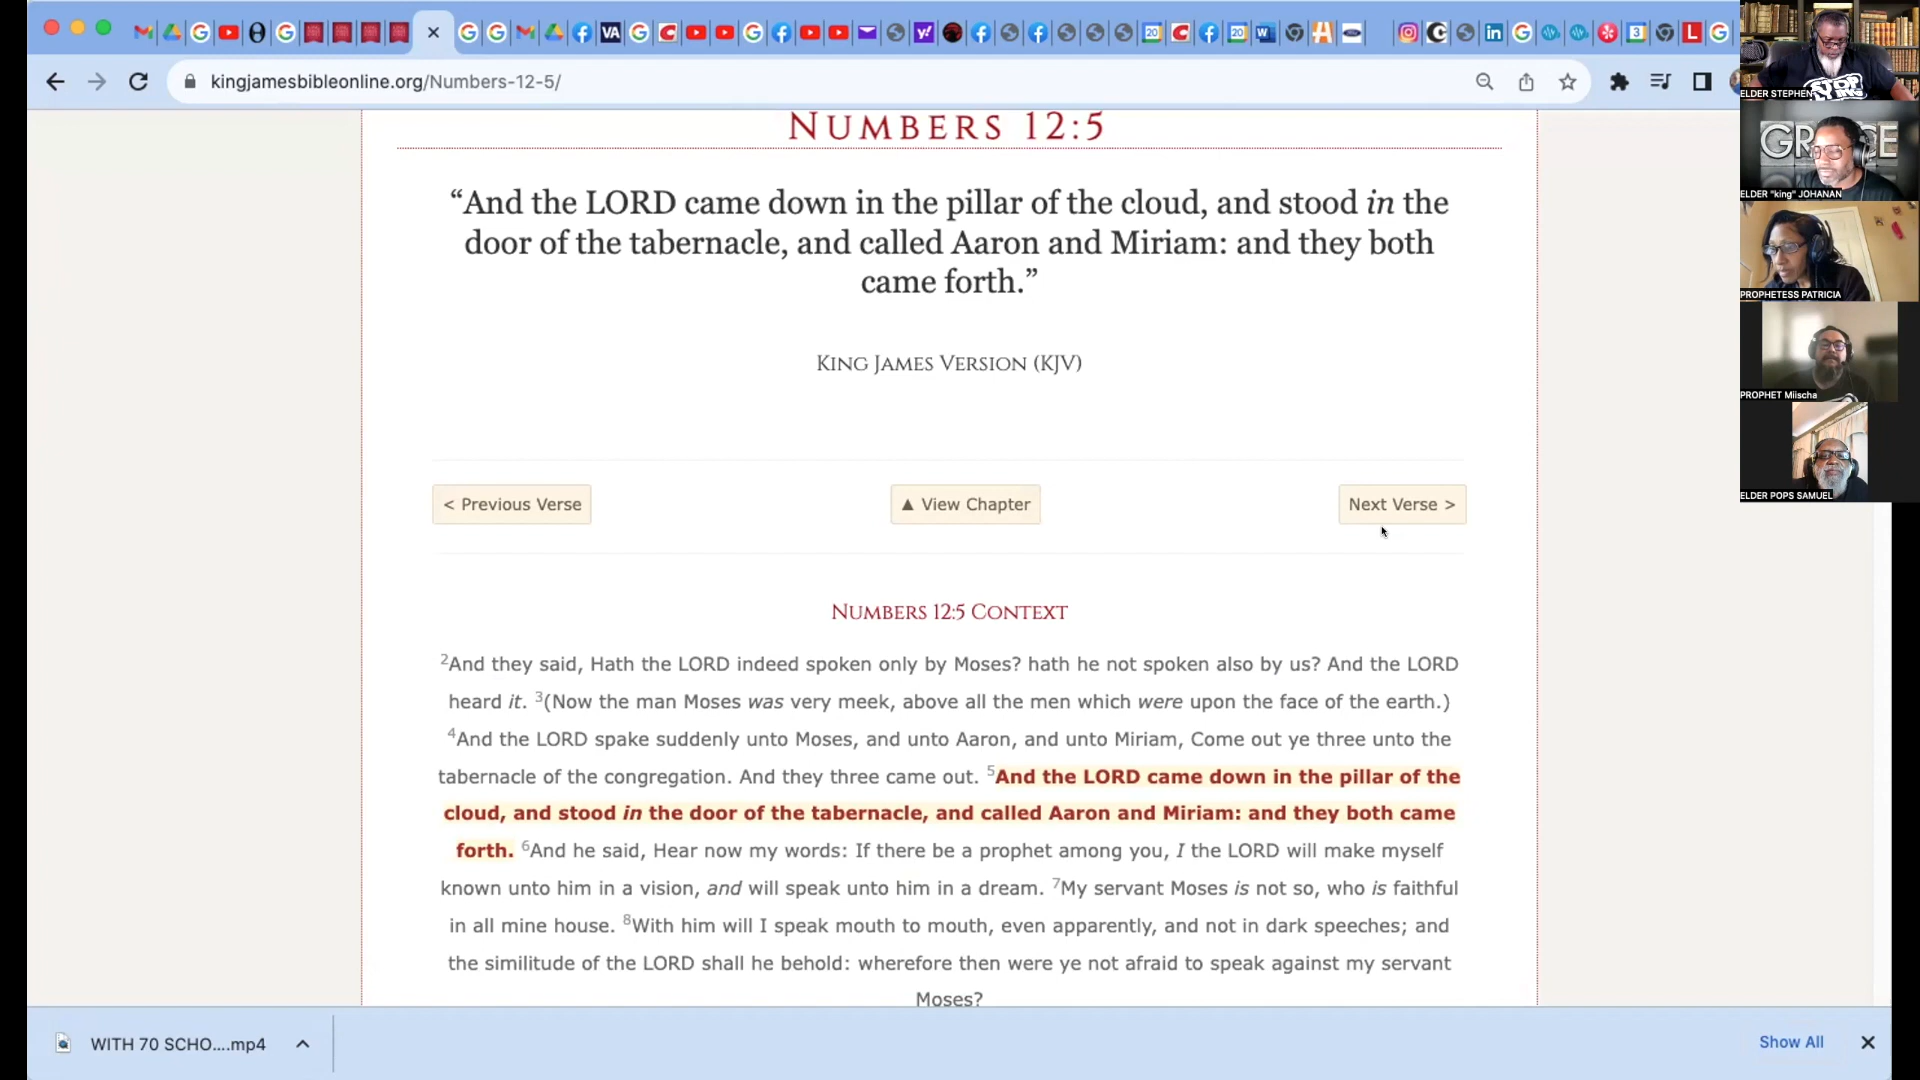 kingjamesbibleonline.org/Numbers-12-5/
NUMBERS 12:5
“And the LORD came down in the pillar of the cloud, and stood in the
door of the tabernacle, and called Aaron and Miriam: and they both
came forth.”
KING JAMES VERSION (KJV)
< Previous Verse
▲ View Chapter
Next Verse >
NUMBERS 12:5 CONTEXT
2And they said, Hath the LORD indeed spoken only by Moses? hath he not spoken also by us? And the LORD
heard it. 3(Now the man Moses was very meek, above all the men which were upon the face of the earth.)
4And the LORD spake suddenly unto Moses, and unto Aaron, and unto Miriam, Come out ye three unto the
tabernacle of the congregation. And they three came out. 5And the LORD came down in the pillar of the
cloud, and stood in the door of the tabernacle, and called Aaron and Miriam: and they both came
forth. 6And he said, Hear now my words: If there be a prophet among you, I the LORD will make myself
known unto him in a vision, and will speak unto him in a dream. 7My servant Moses is not so, who is faithful
in all mine house. 8With him will I speak mouth to mouth, even apparently, and not in dark speeches; and
the similitude of the LORD shall he behold: wherefore then were ye not afraid to speak against my servant
Moses?
WITH 70 SCHO....mp4
Show All
ELDER STEPHEN
STOP
ELDER "king" JOHANAN
PROPHETESS PATRICIA
PROPHET Miischa
ELDER POPS SAMUEL